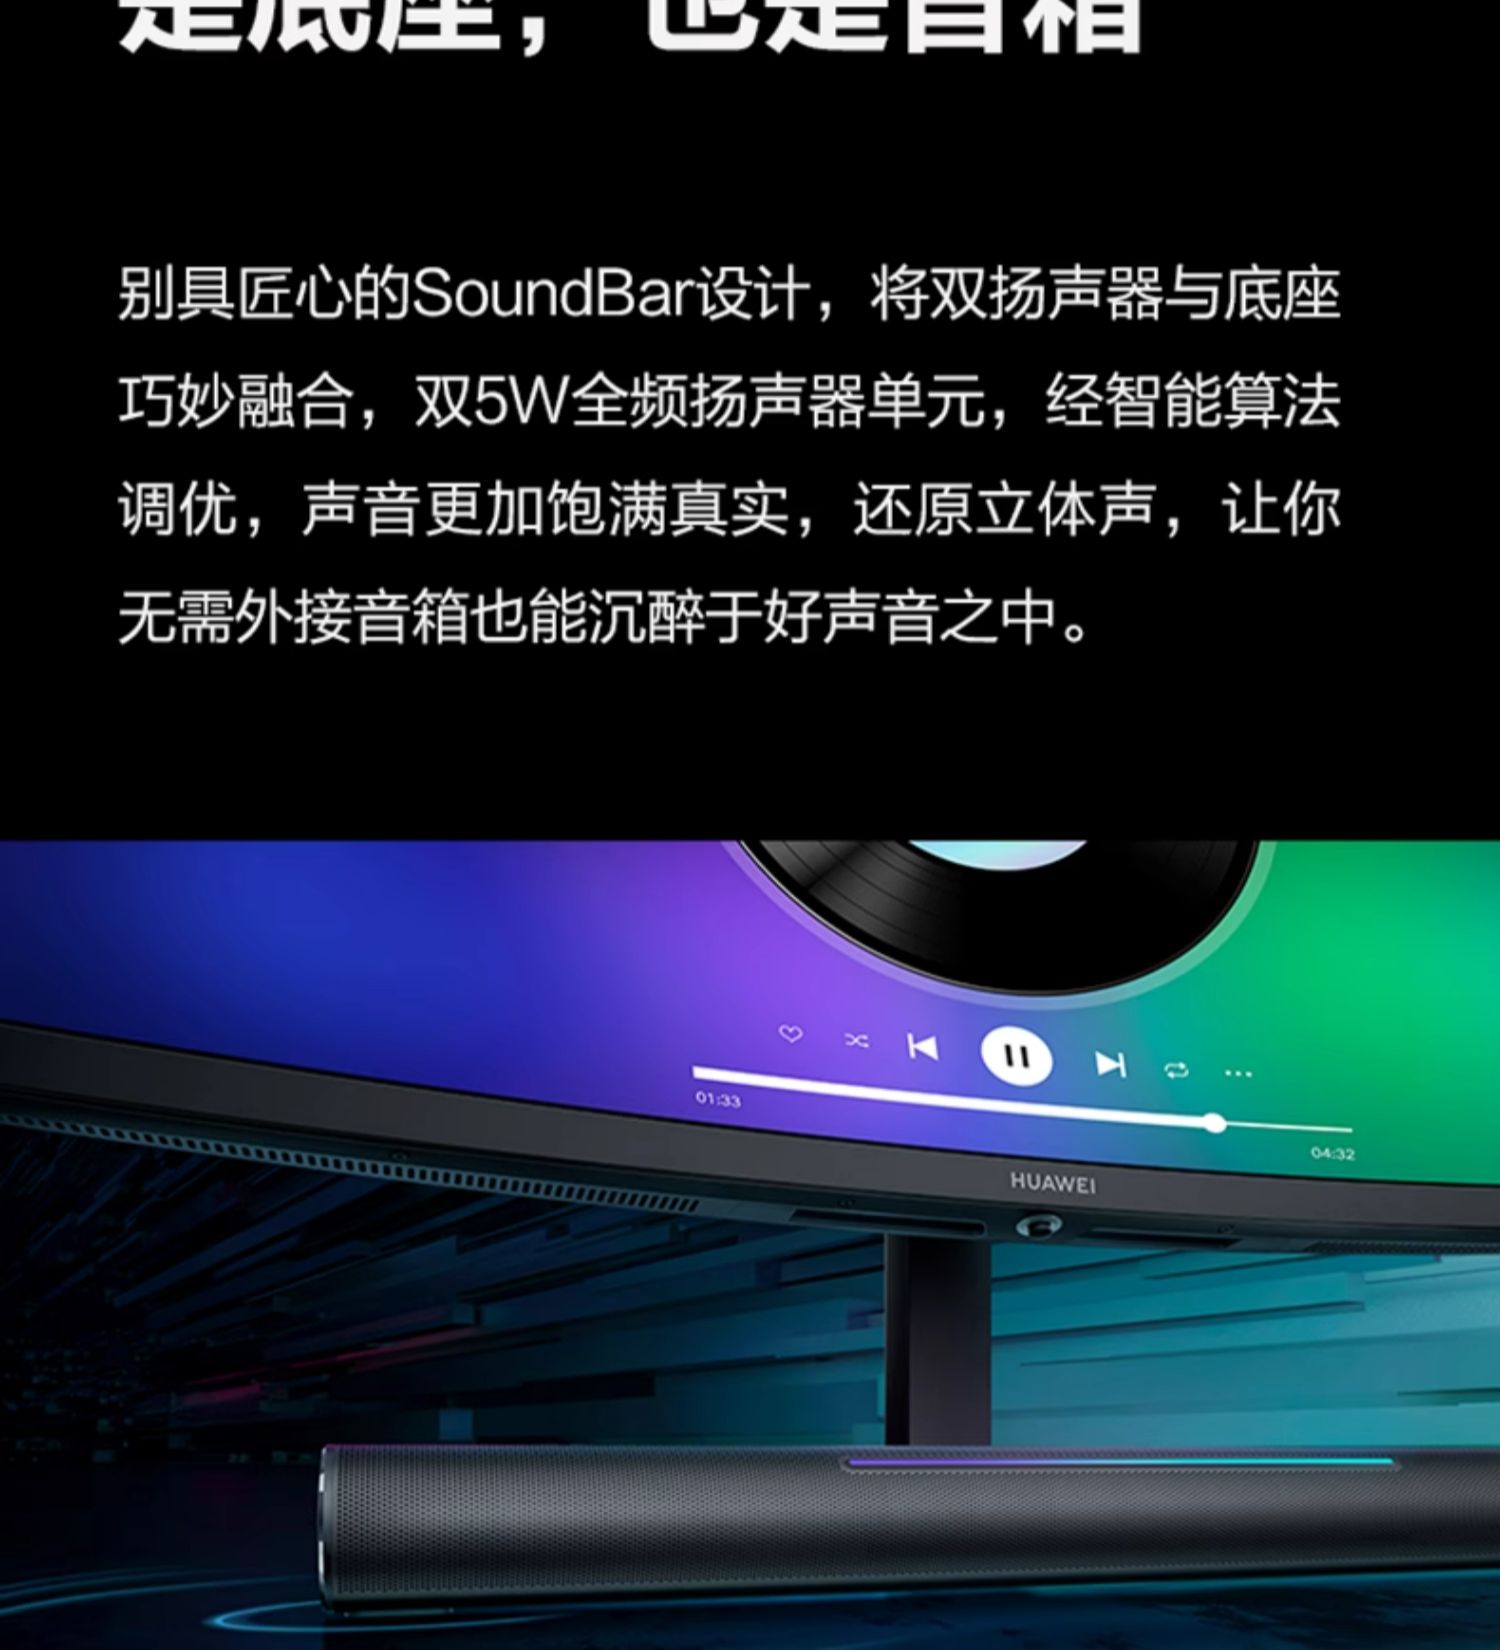 是底座，也是音箱
别具匠心的SoundBar设计，将双扬声器与底座
巧妙融合，双5W全频扬声器单元，经智能算法
调优，声音更加饱满真实，还原立体声，让你
无需外接音箱也能沉醉于好声音之中。
01:33
04:32
HUAWEI